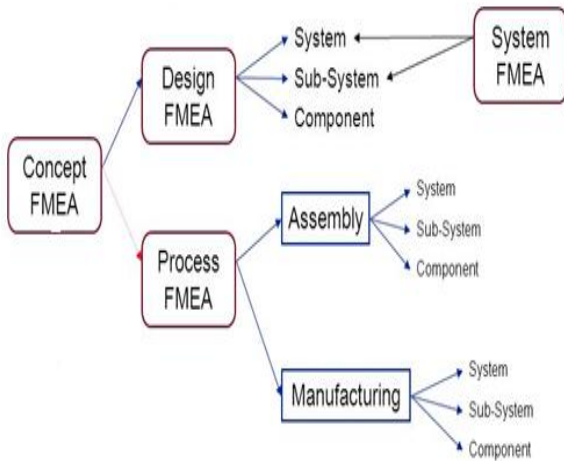 System
Sub-System
Component
System
FMEA
Design
FMEA
Concept
FMEA
Process
FMEA
Assembly
System
Sub-System
Component
Manufacturing
System
Sub-System
Component